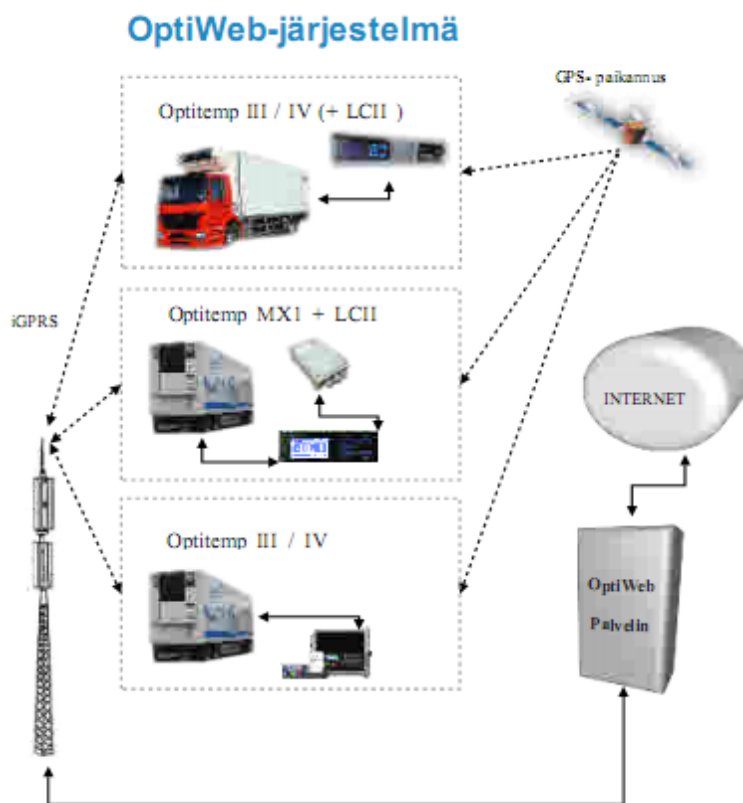 OptiWeb-järjestelmä
GPS- paikannus
Optitemp III / IV (+ LCII )
iGPRS
Optitemp MX1 + LCII
INTERNET
Optitemp III / IV
OptiWeb
Palvelin